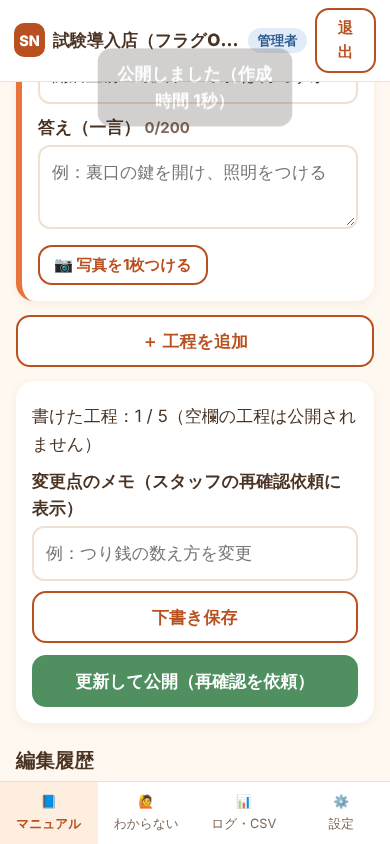 SN 試験導入店（フラグO... 管理者 退出
公開しました（作成
時間 1秒）
答え（一言） 0/200
例：裏口の鍵を開け、照明をつける
📷 写真を1枚つける
＋ 工程を追加
書けた工程：1 / 5（空欄の工程は公開され
ません）
変更点のメモ（スタッフの再確認依頼に
表示）
例：つり銭の数え方を変更
下書き保存
更新して公開（再確認を依頼）
編集履歴
マニュアル わからない ログ・CSV 設定